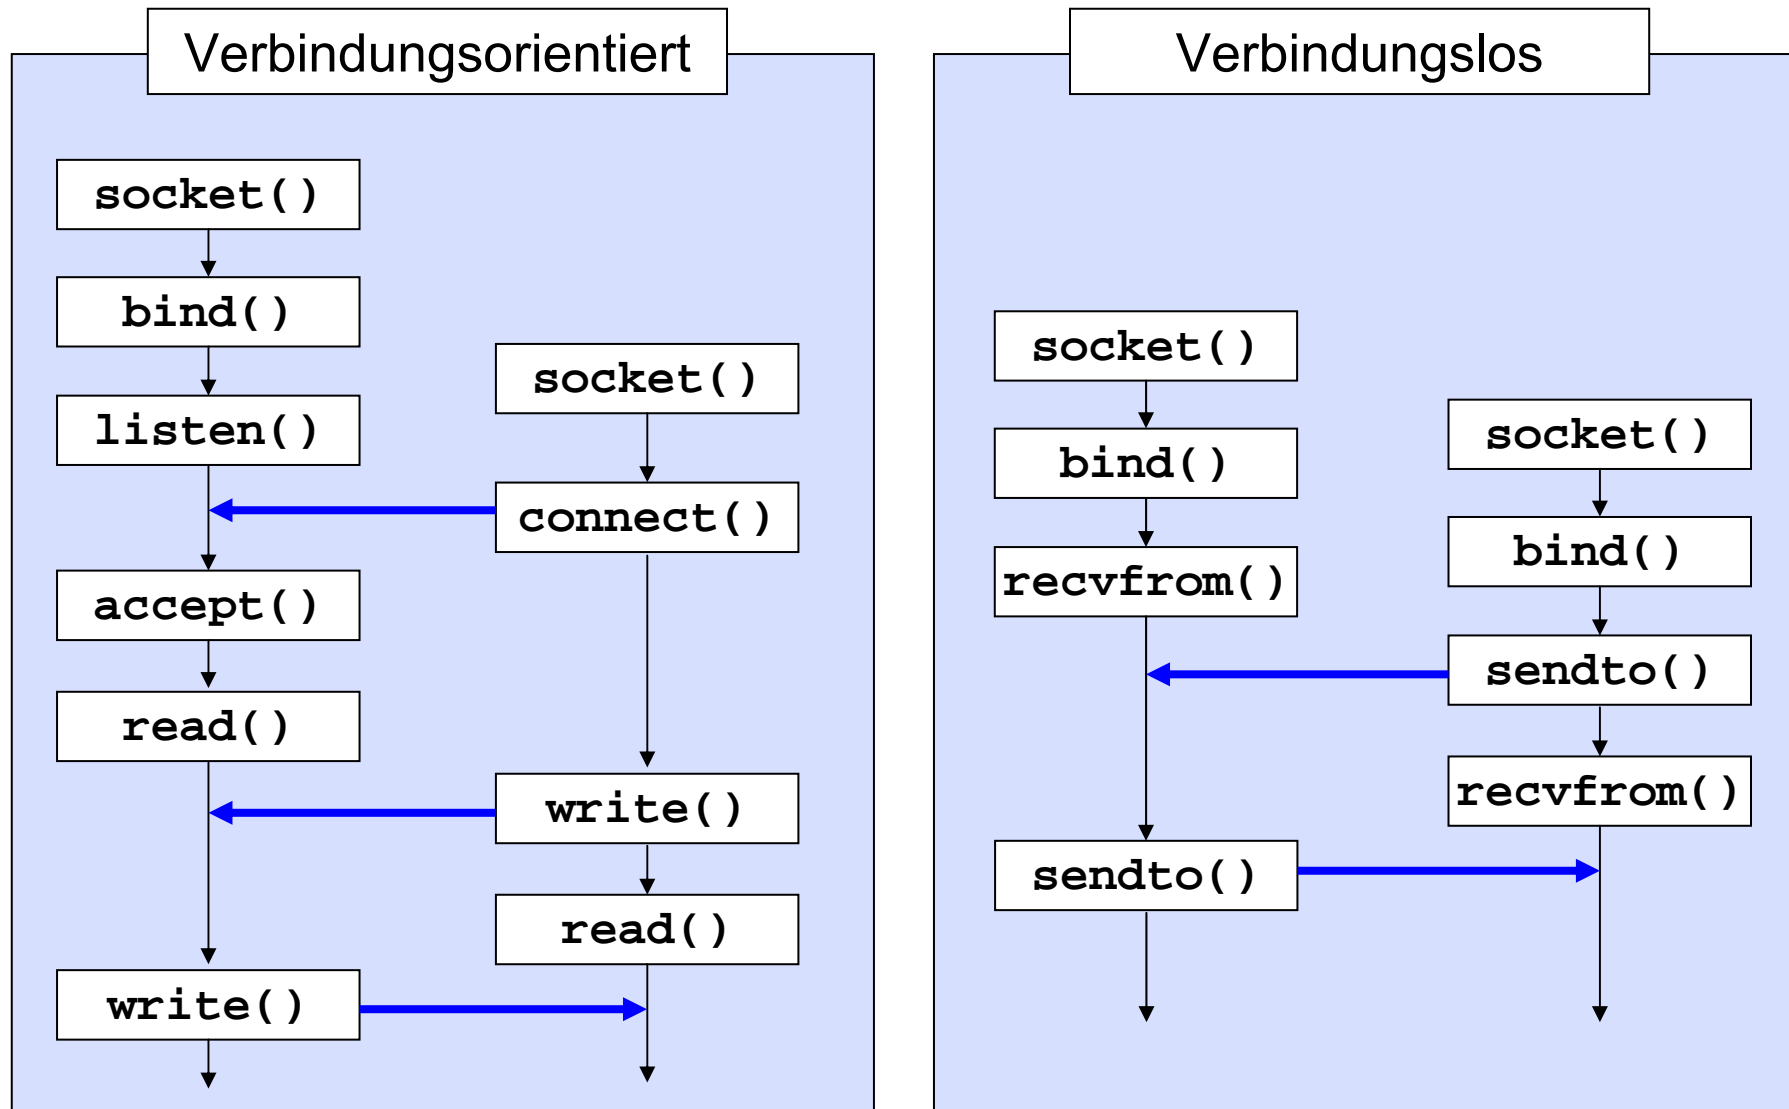 Verbindungsorientiert
socket()
bind()
listen()
accept()
read()
write()
socket()
connect()
write()
read()
Verbindungslos
socket()
bind()
recvfrom()
sendto()
socket()
bind()
sendto()
recvfrom()